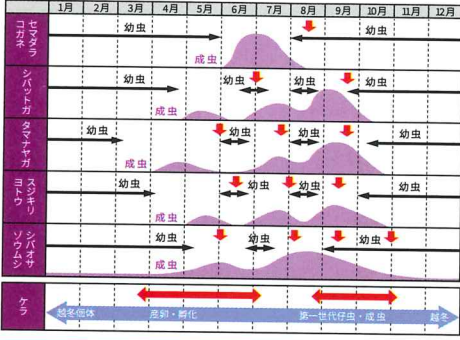 1月 2月 3月 4月 5月 6月 7月 8月 9月 10月 11月 12月
セマダラコガネ
幼虫 成虫 幼虫
シバットガ
幼虫 成虫 幼虫 幼虫 幼虫
タマナヤガ
幼虫 成虫 幼虫 幼虫 幼虫
スジキリヨトウ
幼虫 成虫 幼虫 幼虫 幼虫
シバオサゾウムシ
幼虫 成虫 幼虫 幼虫
ケラ
越冬個体 産卵・孵化 第一世代仔虫・成虫 越冬